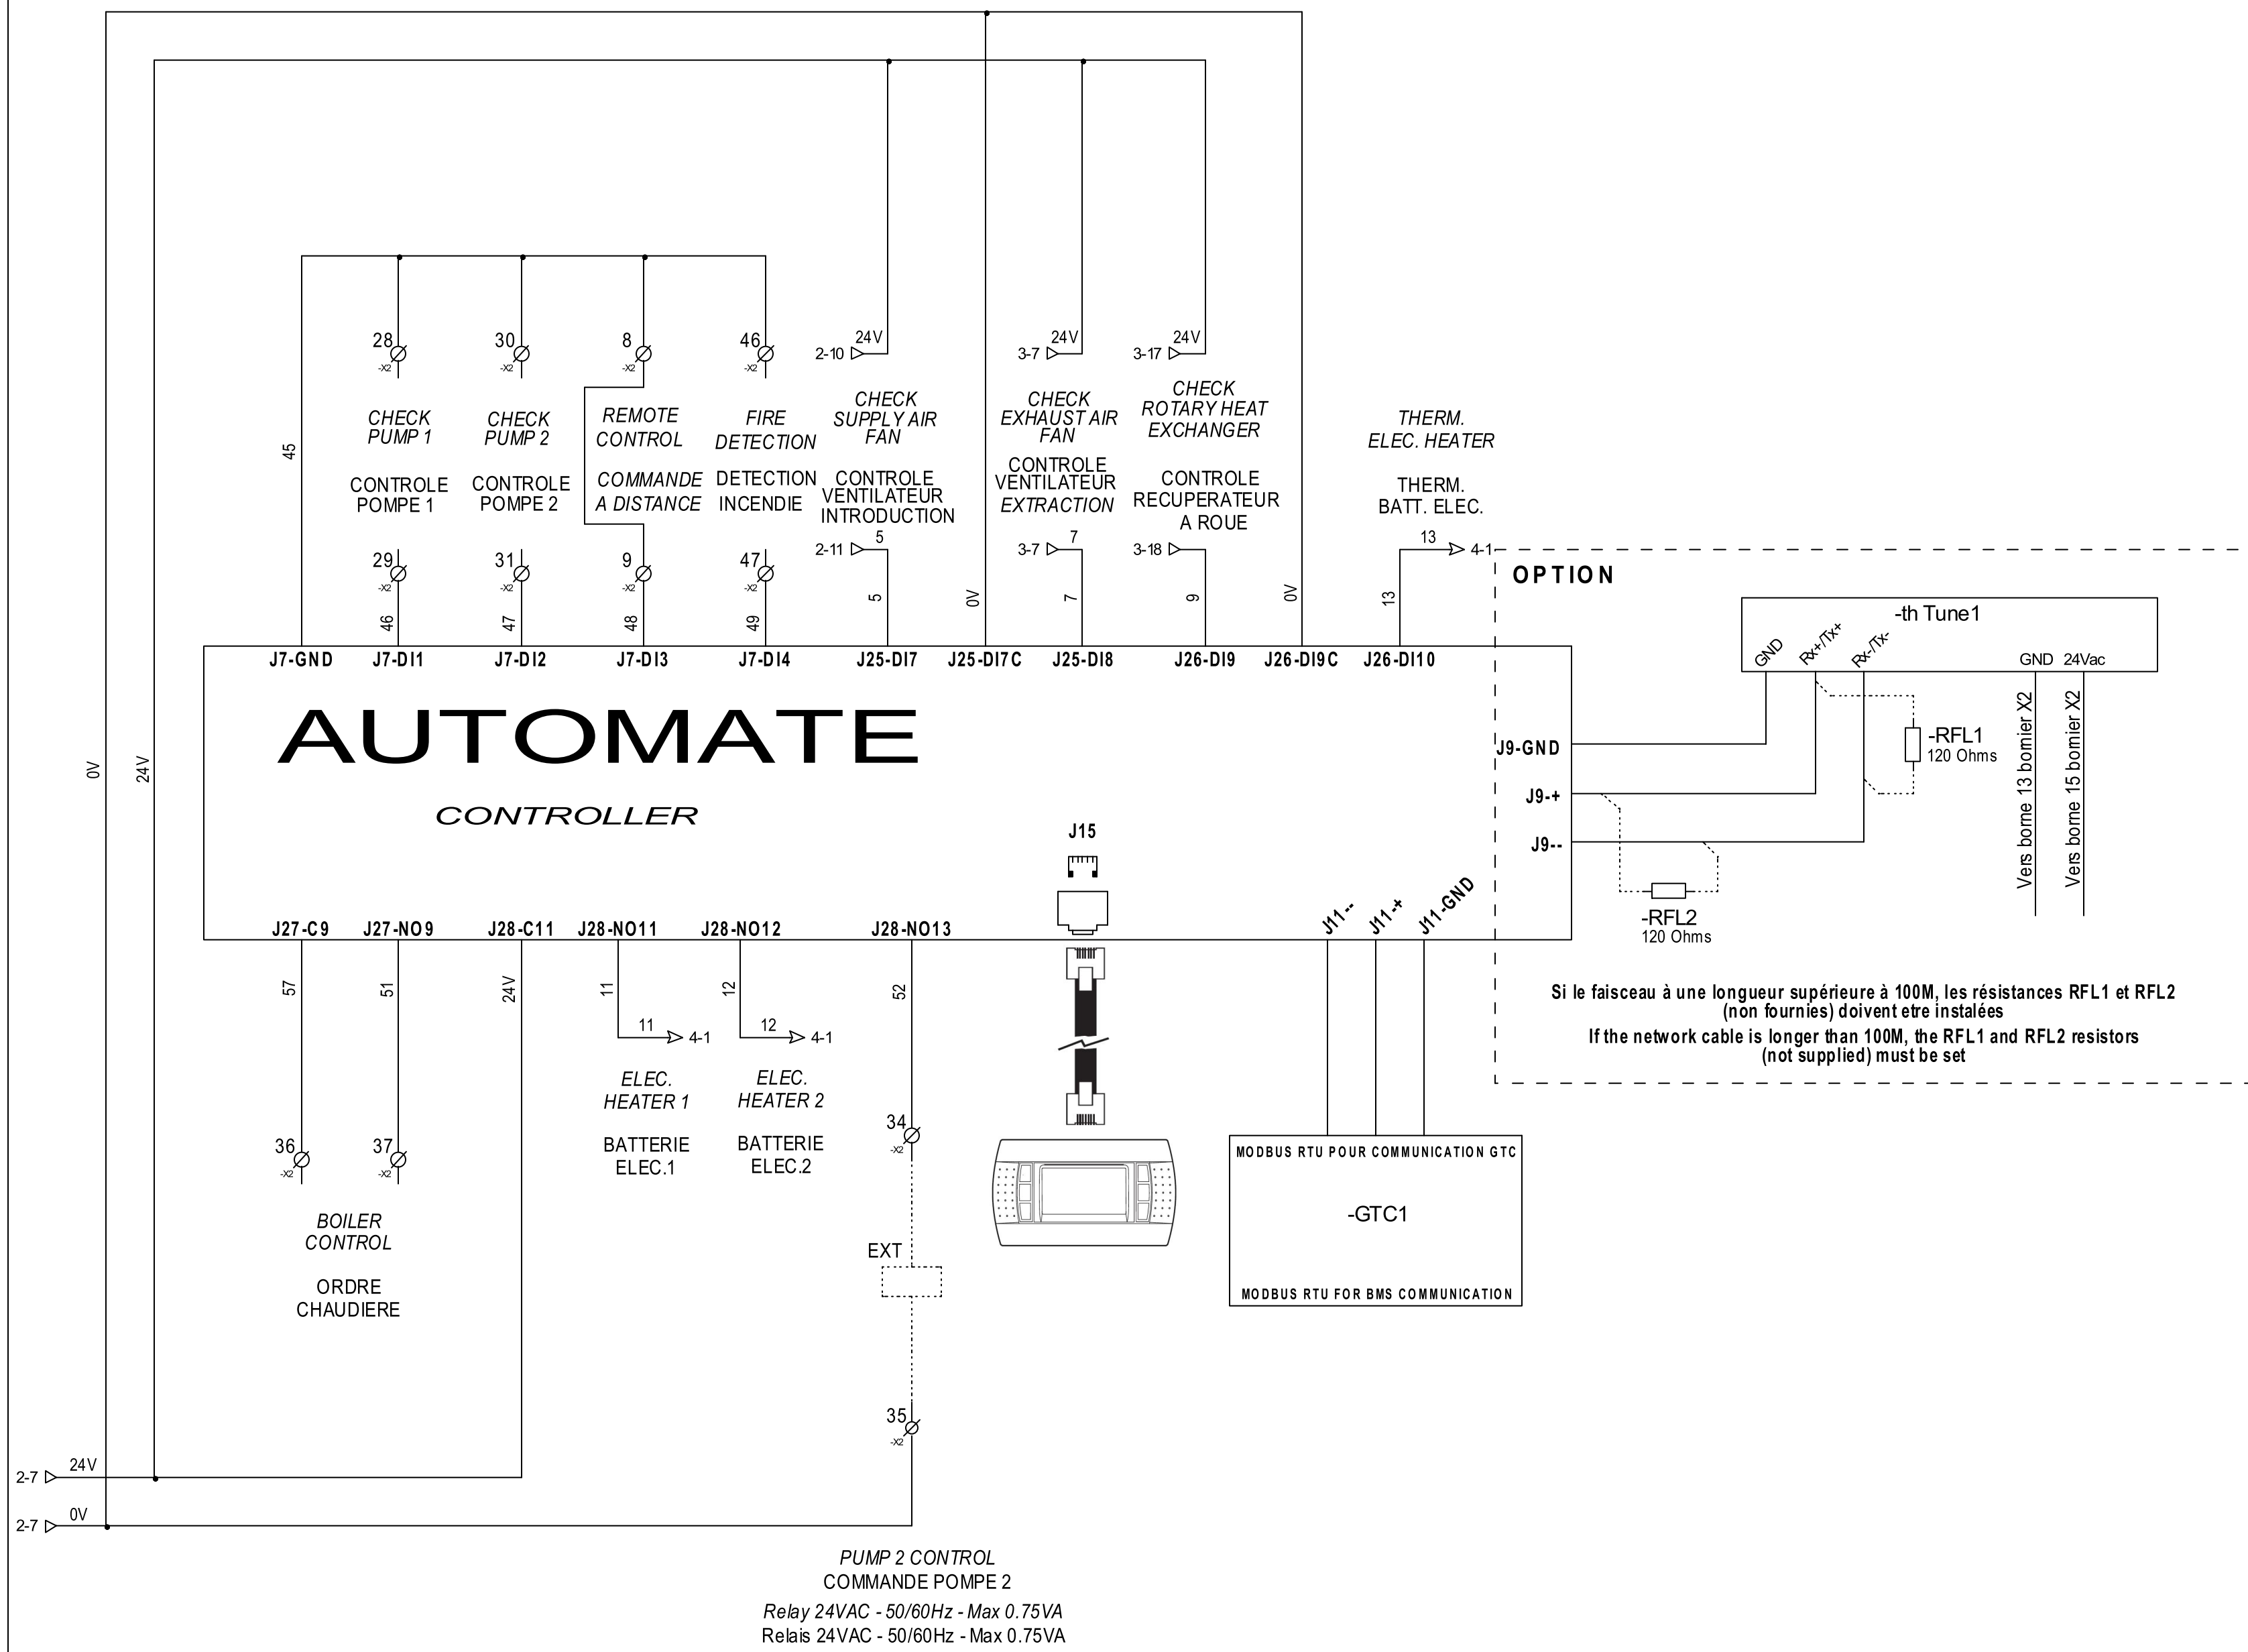 28
-X2
30
-X2
8
-X2
46
-X2
24V
2-10
24V
3-7
24V
3-17
45
CHECK
PUMP 1
CONTROLE
POMPE 1
CHECK
PUMP 2
CONTROLE
POMPE 2
REMOTE
CONTROL
COMMANDE
A DISTANCE
FIRE
DETECTION
DETECTION
INCENDIE
CHECK
SUPPLY AIR
FAN
CONTROLE
VENTILATEUR
INTRODUCTION
CHECK
EXHAUST AIR
FAN
CONTROLE
VENTILATEUR
EXTRACTION
CHECK
ROTARY HEAT
EXCHANGER
CONTROLE
RECUPERATEUR
A ROUE
THERM.
ELEC. HEATER
THERM.
BATT. ELEC.
29
-X2
31
-X2
9
-X2
47
-X2
5
2-11
7
3-7
3-18
13
4-1
46
47
48
49
5
0V
7
9
0V
13
J7-GND
J7-DI1
J7-DI2
J7-DI3
J7-DI4
J25-DI7
J25-DI7C
J25-DI8
J26-DI9
J26-DI9C
J26-DI10
AUTOMATE
CONTROLLER
0V
24V
OPTION
-th Tune1
GND
Rx+/Tx+
Rx-/Tx-
GND
24Vac
J9-GND
J9-+
J9--
-RFL1
120 Ohms
Vers borne 13 bornier X2
Vers borne 15 bornier X2
-RFL2
120 Ohms
Si le faisceau à une longueur supérieure à 100M, les résistances RFL1 et RFL2
(non fournies) doivent etre instalées
If the network cable is longer than 100M, the RFL1 and RFL2 resistors
(not supplied) must be set
J15
J27-C9
J27-NO9
J28-C11
J28-NO11
J28-NO12
J28-NO13
J11--
J11-+
J11-GND
57
51
24V
11
12
52
11
4-1
12
4-1
ELEC.
HEATER 1
BATTERIE
ELEC.1
ELEC.
HEATER 2
BATTERIE
ELEC.2
36
-X2
37
-X2
34
-X2
BOILER
CONTROL
ORDRE
CHAUDIERE
EXT
35
-X2
MODBUS RTU POUR COMMUNICATION GTC
-GTC1
MODBUS RTU FOR BMS COMMUNICATION
2-7
24V
2-7
0V
PUMP 2 CONTROL
COMMANDE POMPE 2
Relay 24VAC - 50/60Hz - Max 0.75VA
Relais 24VAC - 50/60Hz - Max 0.75VA